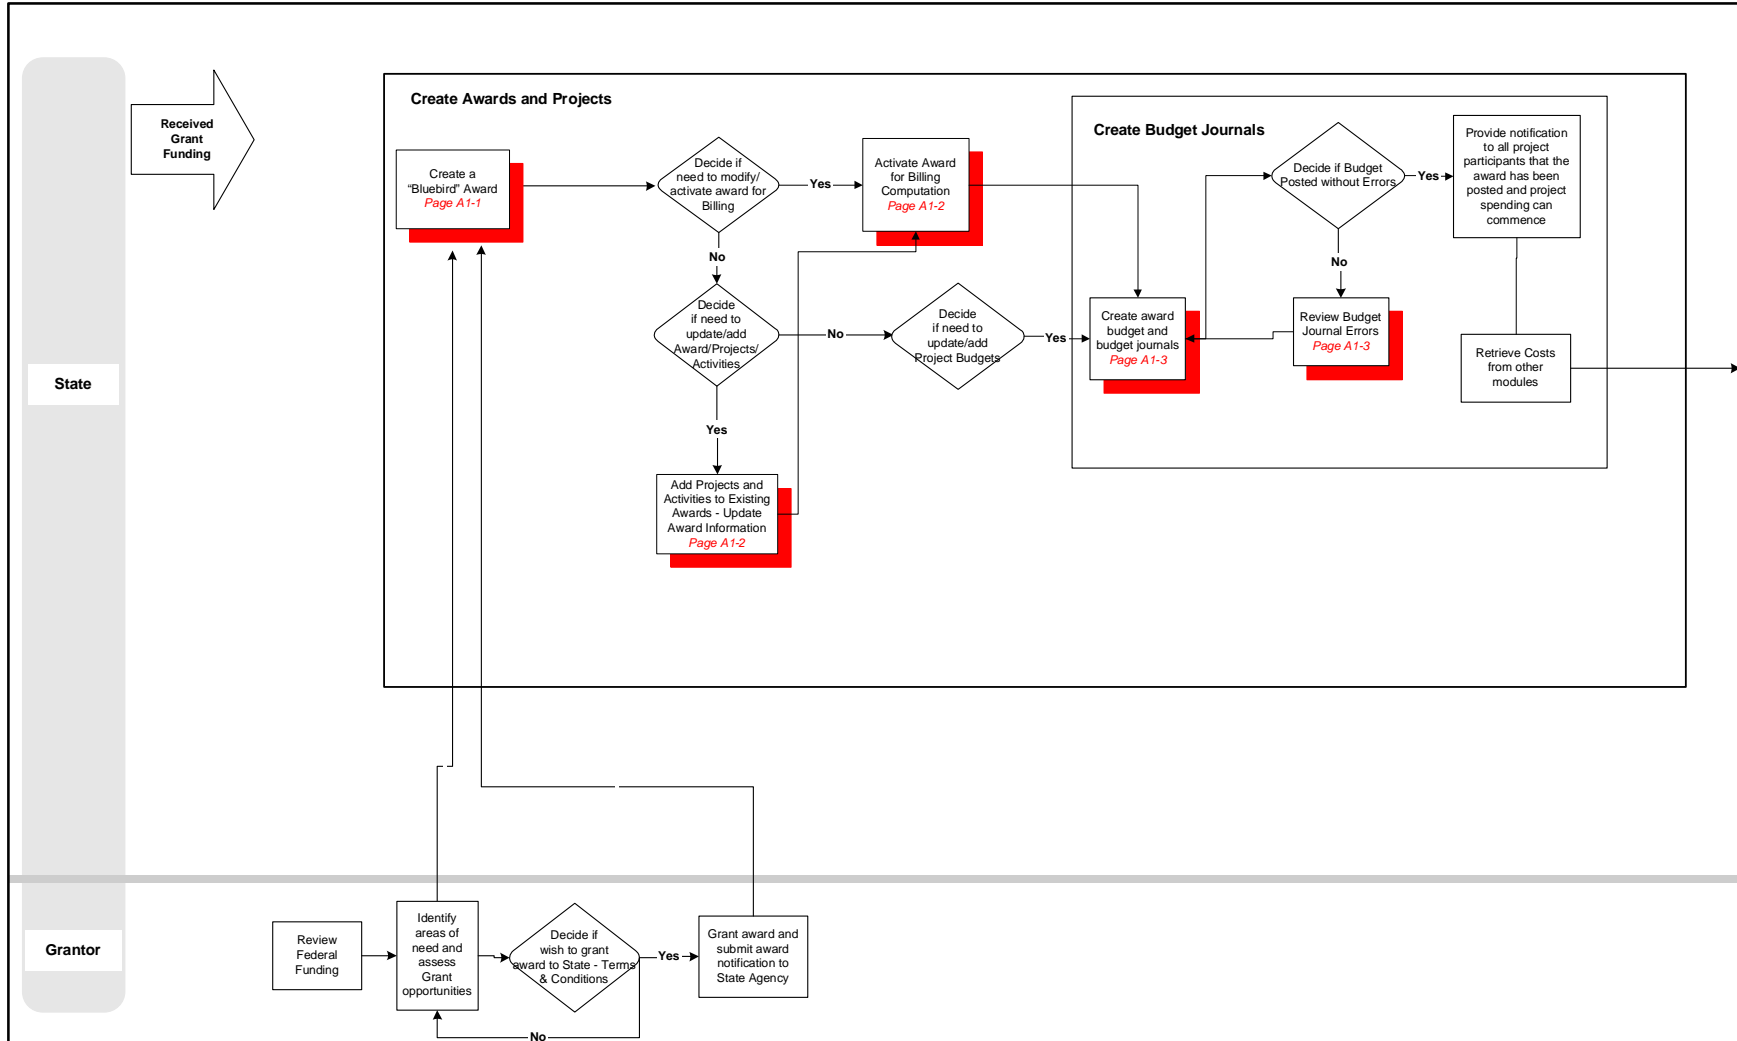 Received
Grant
Funding
Create Awards and Projects
Create a
“Bluebird” Award
Page A1-1
Decide if
need to modify/
activate award for
Billing
Yes
No
Activate Award
for Billing
Computation
Page A1-2
Create Budget Journals
Decide if Budget
Posted without Errors
Yes
No
Provide notification
to all project
participants that the
award has been
posted and project
spending can
commence
Decide
if need to
update/add
Award/Projects/
Activities
No
Yes
Decide
if need to
update/add
Project Budgets
Yes
Create award
budget and
budget journals
Page A1-3
Review Budget
Journal Errors
Page A1-3
Retrieve Costs
from other
modules
State
Add Projects and
Activities to Existing
Awards - Update
Award Information
Page A1-2
Grantor
Review
Federal
Funding
Identify
areas of
need and
assess
Grant
opportunities
Decide if
wish to grant
award to State - Terms
& Conditions
Yes
No
Grant award and
submit award
notification to
State Agency